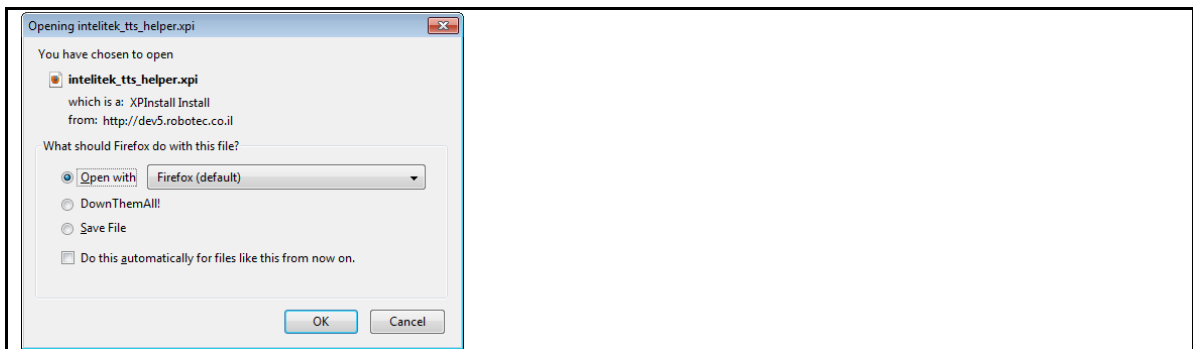 Opening intelitek_tts_helper.xpi
You have chosen to open
intelitek_tts_helper.xpi
which is a: XPInstall Install
from: http://dev5.robotec.co.il
What should Firefox do with this file?
Open with Firefox (default)
DownThemAll!
Save File
Do this automatically for files like this from now on.
OK Cancel